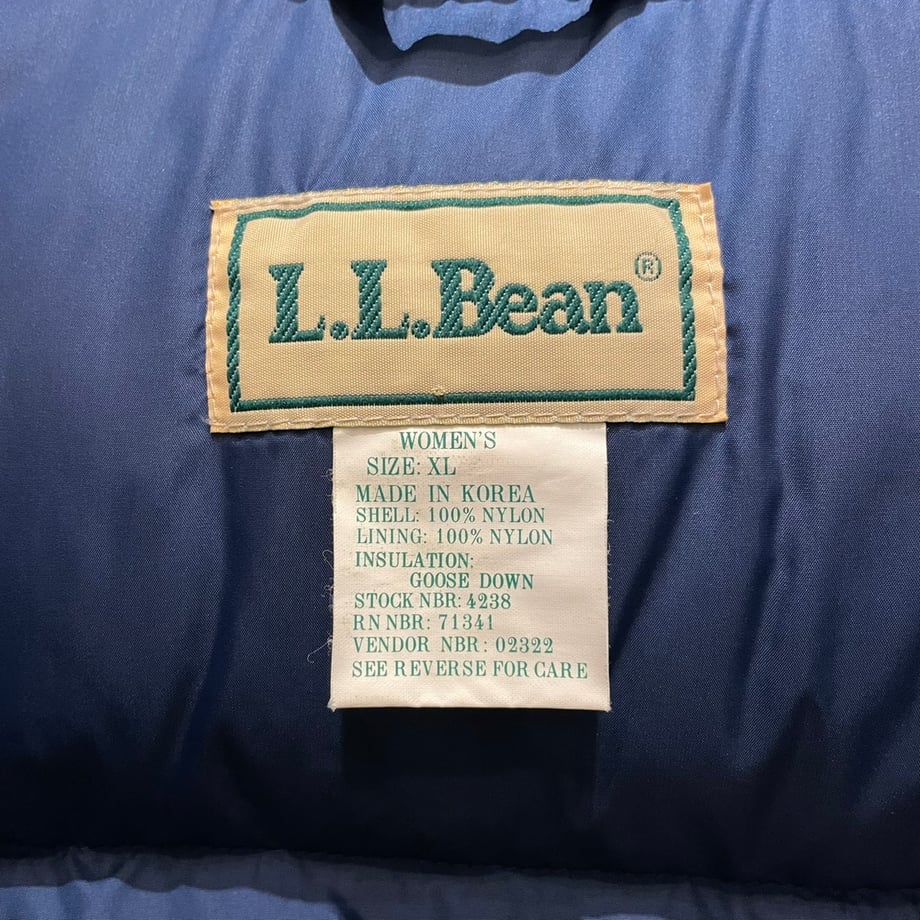 L.L.Bean®
WOMEN'S
SIZE: XL
MADE IN KOREA
SHELL: 100% NYLON
LINING: 100% NYLON
INSULATION:
GOOSE DOWN
STOCK NBR: 4238
RN NBR: 71341
VENDOR NBR: 02322
SEE REVERSE FOR CARE